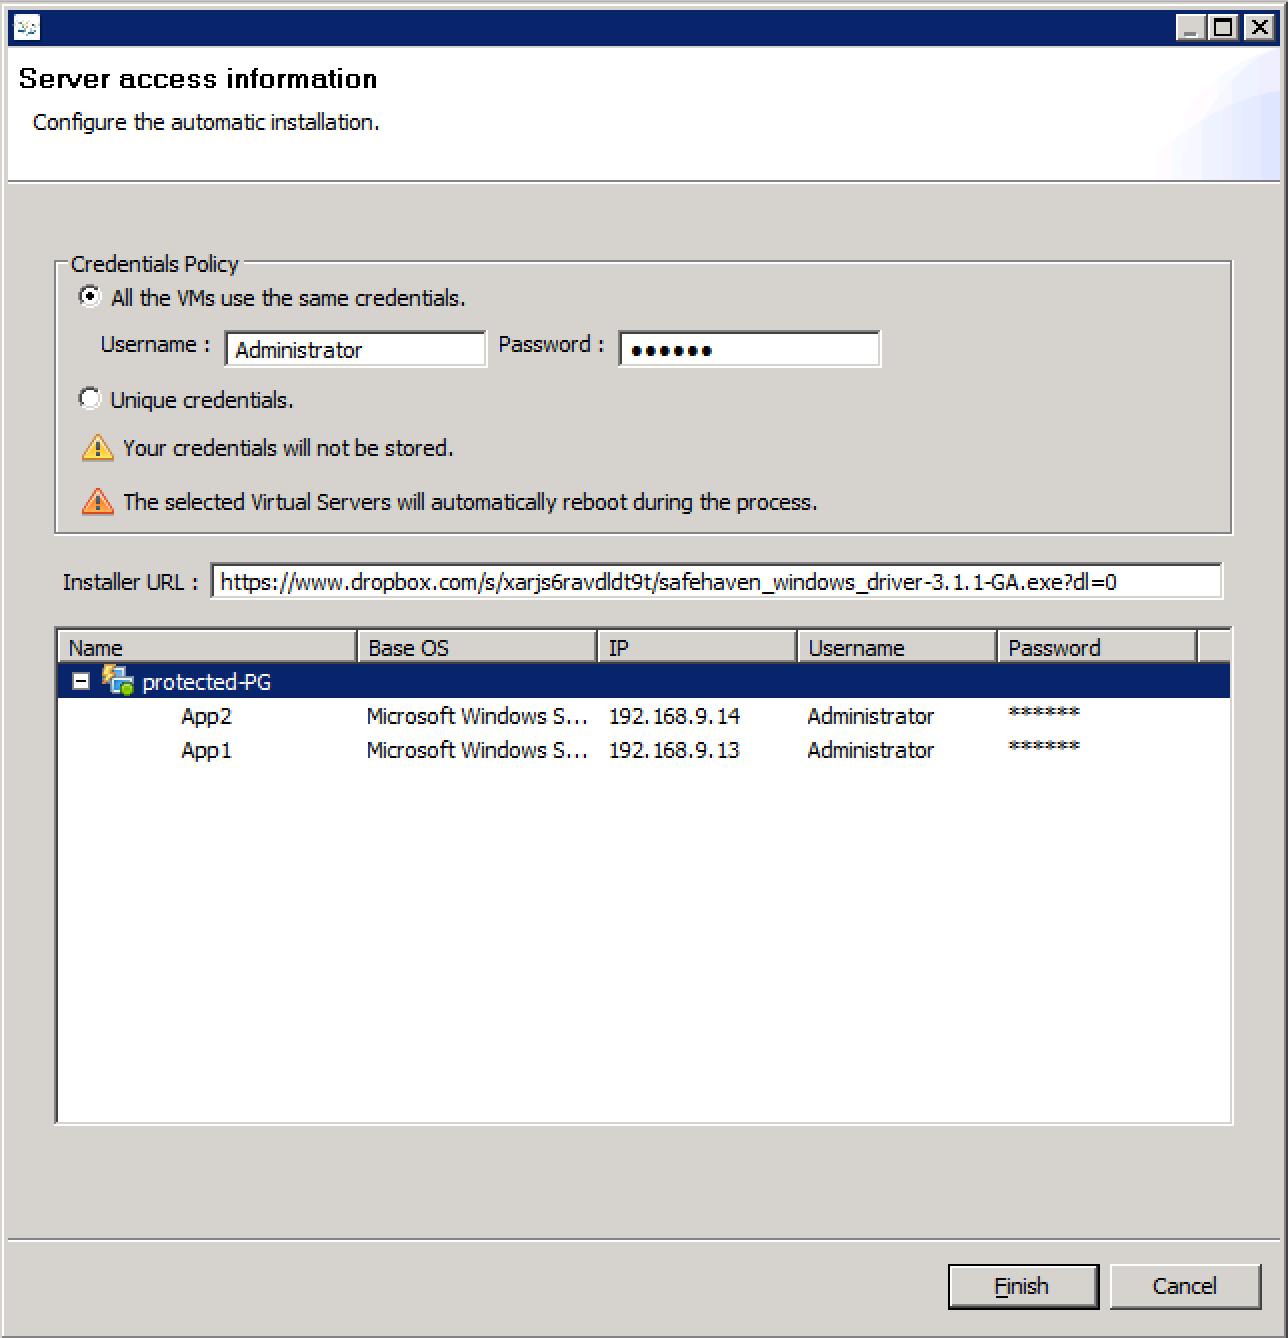 Server access information
Configure the automatic installation.
Credentials Policy
All the VMs use the same credentials.
Username : Administrator Password : ●●●●●●
Unique credentials.
Your credentials will not be stored.
The selected Virtual Servers will automatically reboot during the process.
Installer URL : https://www.dropbox.com/s/xarjs6ravdldt9t/safehaven_windows_driver-3.1.1-GA.exe?dl=0
Name Base OS IP Username Password
protected-PG
App2 Microsoft Windows S... 192.168.9.14 Administrator ******
App1 Microsoft Windows S... 192.168.9.13 Administrator ******
Finish Cancel